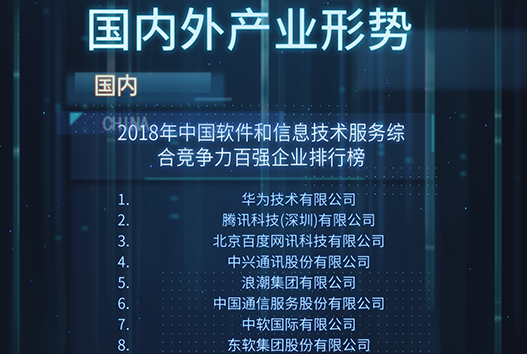 国内外产业形势
国内
CHINA
2018年中国软件和信息技术服务综
合竞争力百强企业排行榜
1. 华为技术有限公司
2. 腾讯科技(深圳)有限公司
3. 北京百度网讯科技有限公司
4. 中兴通讯股份有限公司
5. 浪潮集团有限公司
6. 中国通信服务股份有限公司
7. 中软国际有限公司
8. 东软集团股份有限公司